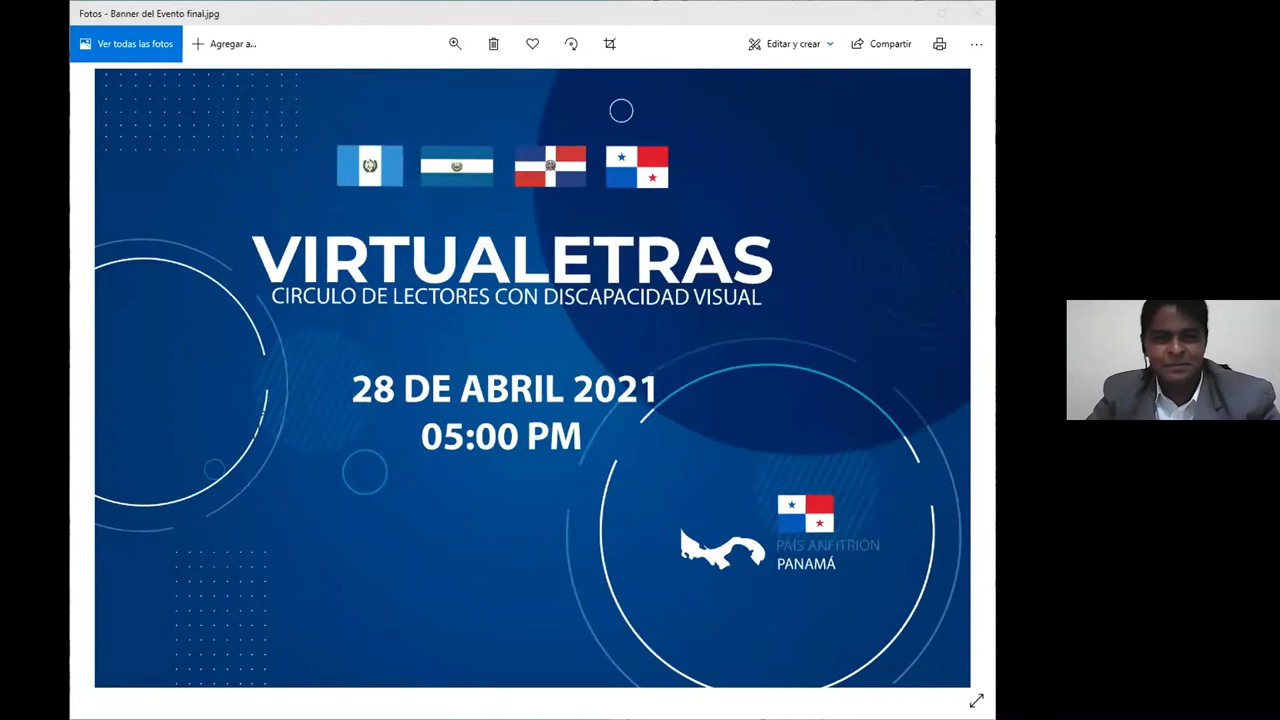 Fotos - Banner del Evento final.jpg
Ver todas las fotos
Agregar a...
Editar y crear
Compartir
VIRTUALETRAS
CIRCULO DE LECTORES CON DISCAPACIDAD VISUAL
28 DE ABRIL 2021
05:00 PM
PAÍS ANFITRIÓN
PANAMÁ